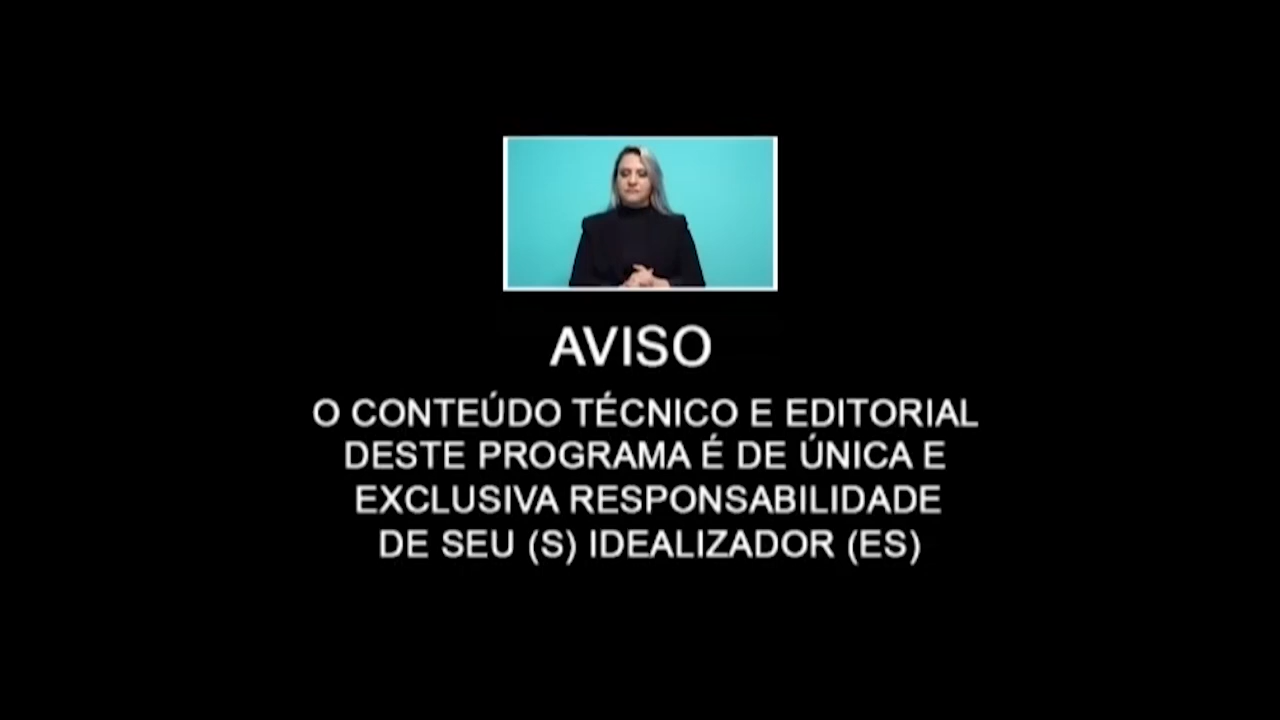 AVISO
O CONTEÚDO TÉCNICO E EDITORIAL
DESTE PROGRAMA É DE ÚNICA E
EXCLUSIVA RESPONSABILIDADE
DE SEU (S) IDEALIZADOR (ES)